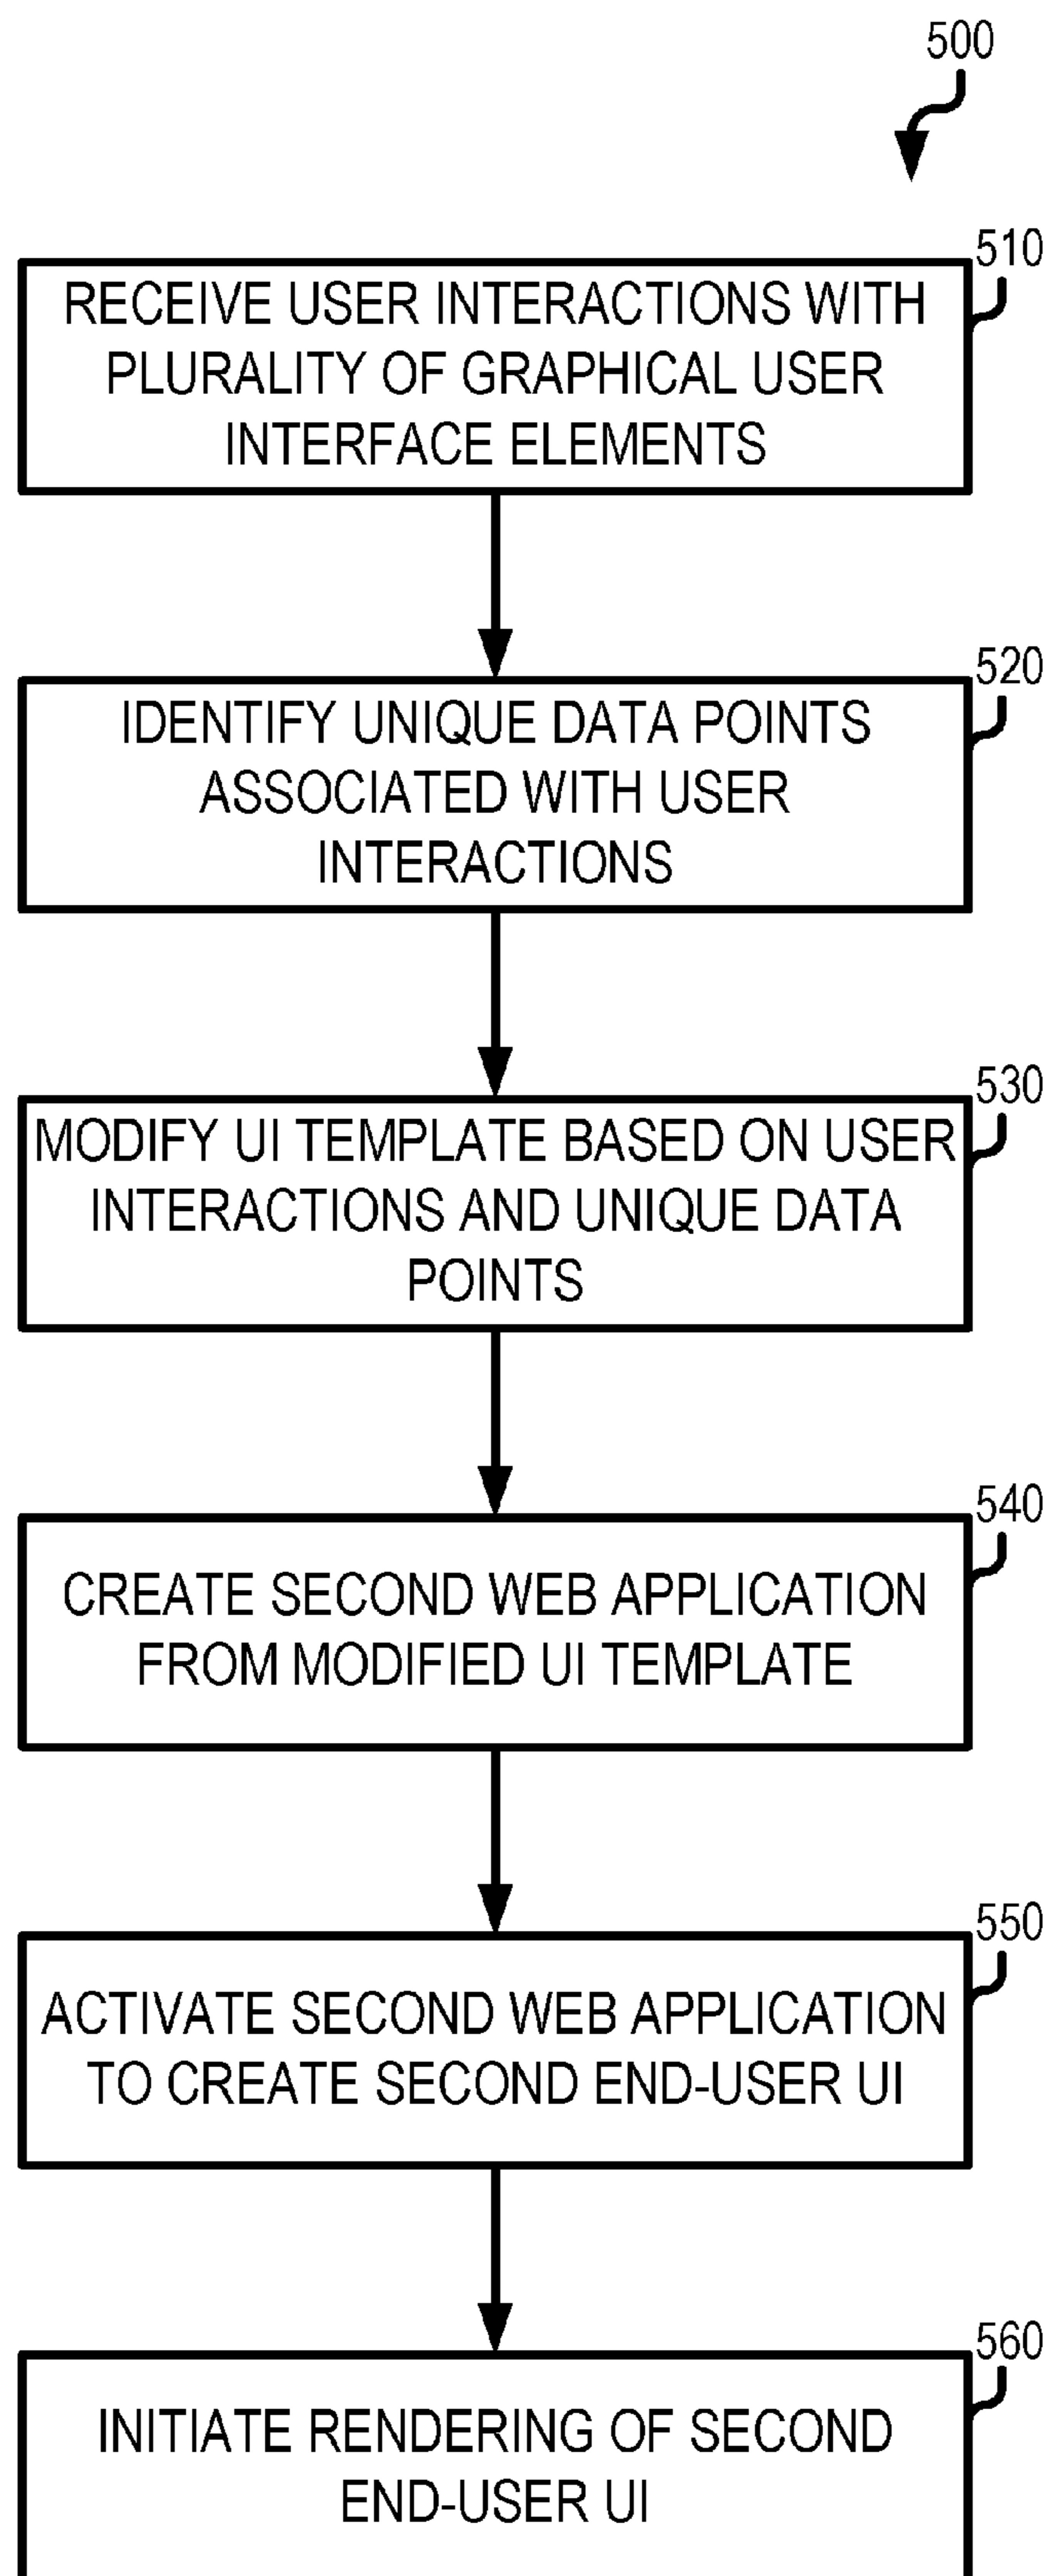 500
510
RECEIVE USER INTERACTIONS WITH
PLURALITY OF GRAPHICAL USER
INTERFACE ELEMENTS
520
IDENTIFY UNIQUE DATA POINTS
ASSOCIATED WITH USER
INTERACTIONS
530
MODIFY UI TEMPLATE BASED ON USER
INTERACTIONS AND UNIQUE DATA
POINTS
540
CREATE SECOND WEB APPLICATION
FROM MODIFIED UI TEMPLATE
550
ACTIVATE SECOND WEB APPLICATION
TO CREATE SECOND END-USER UI
560
INITIATE RENDERING OF SECOND
END-USER UI